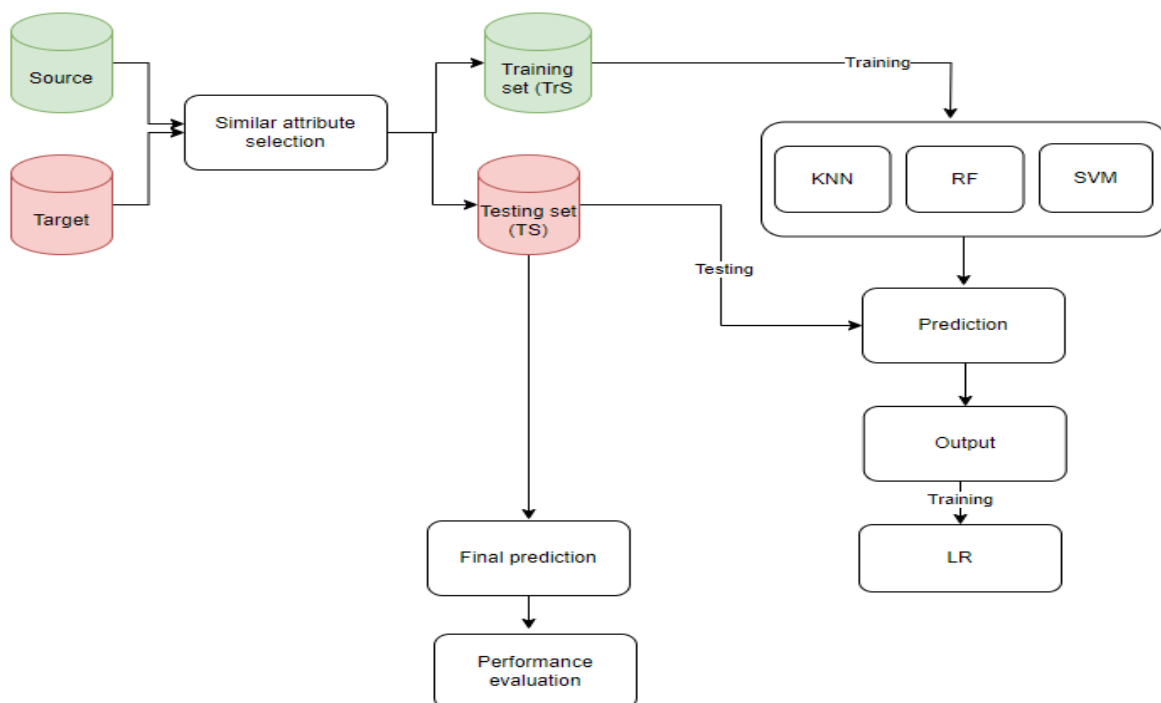 Source
Training
set (TrS
Training
Similar attribute
selection
KNN
RF
SVM
Target
Testing set
(TS)
Testing
Prediction
Output
Training
Final prediction
LR
Performance
evaluation